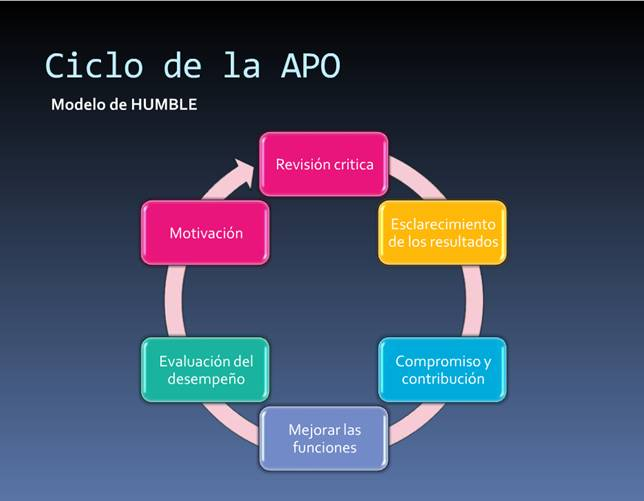 Ciclo de la APO
Modelo de HUMBLE
Revisión critica
Esclarecimiento
de los resultados
Compromiso y
contribución
Mejorar las
funciones
Evaluación del
desempeño
Motivación